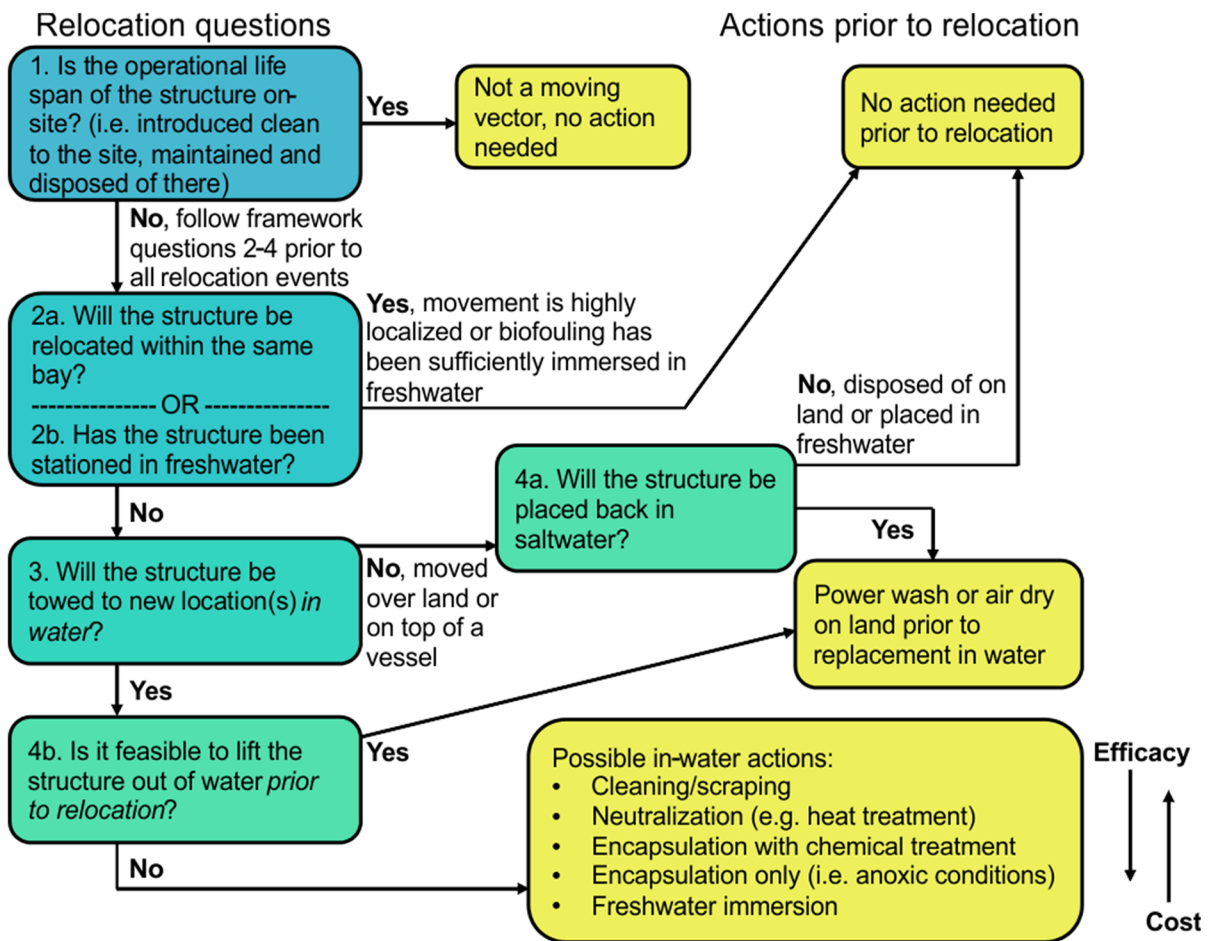 Relocation questions
Actions prior to relocation
1. Is the operational life
span of the structure on-
site? (i.e. introduced clean
to the site, maintained and
disposed of there)
Yes
Not a moving
vector, no action
needed
No action needed
prior to relocation
No, follow framework
questions 2-4 prior to
all relocation events
2a. Will the structure be
relocated within the same
bay?
--------------- OR ---------------
2b. Has the structure been
stationed in freshwater?
Yes, movement is highly
localized or biofouling has
been sufficiently immersed in
freshwater
No, disposed of on
land or placed in
freshwater
4a. Will the structure be
placed back in
saltwater?
No
Yes
3. Will the structure be
towed to new location(s) in
water?
No, moved
over land or
on top of a
vessel
Power wash or air dry
on land prior to
replacement in water
Yes
4b. Is it feasible to lift the
structure out of water prior
to relocation?
Yes
No
Possible in-water actions:
• Cleaning/scraping
• Neutralization (e.g. heat treatment)
• Encapsulation with chemical treatment
• Encapsulation only (i.e. anoxic conditions)
• Freshwater immersion
Efficacy
Cost